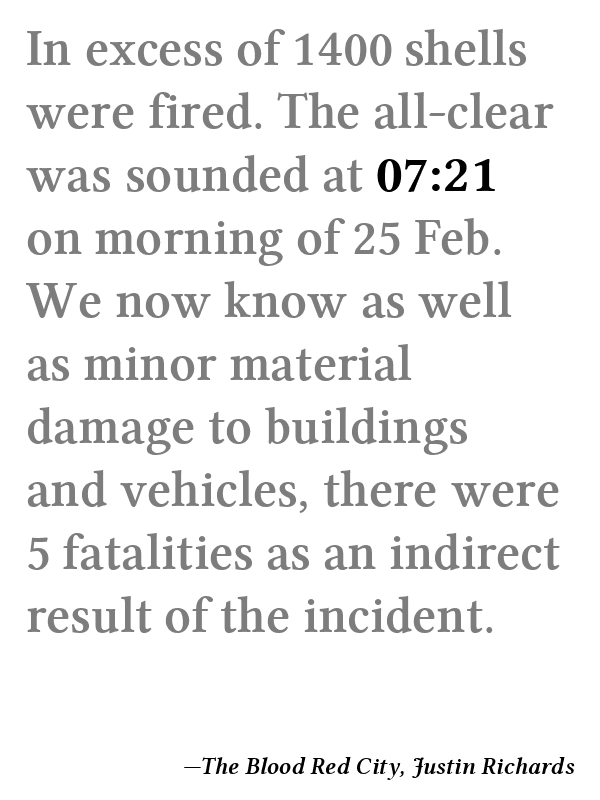 In excess of 1400 shells
were fired. The all-clear
was sounded at 07:21
on morning of 25 Feb.
We now know as well
as minor material
damage to buildings
and vehicles, there were
5 fatalities as an indirect
result of the incident.
—The Blood Red City, Justin Richards